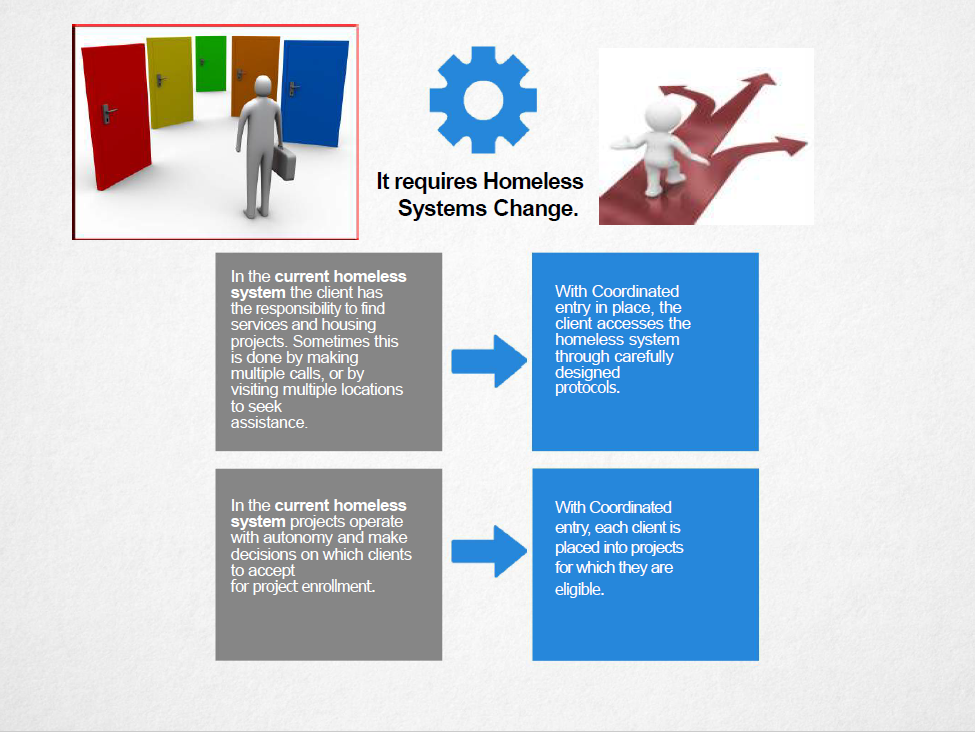 It requires Homeless
Systems Change.
In the current homeless
system the client has
the responsibility to find
services and housing
projects. Sometimes this
is done by making
multiple calls, or by
visiting multiple locations
to seek
assistance.
With Coordinated
entry in place, the
client accesses the
homeless system
through carefully
designed
protocols.
In the current homeless
system projects operate
with autonomy and make
decisions on which clients
to accept
for project enrollment.
With Coordinated
entry, each client is
placed into projects
for which they are
eligible.